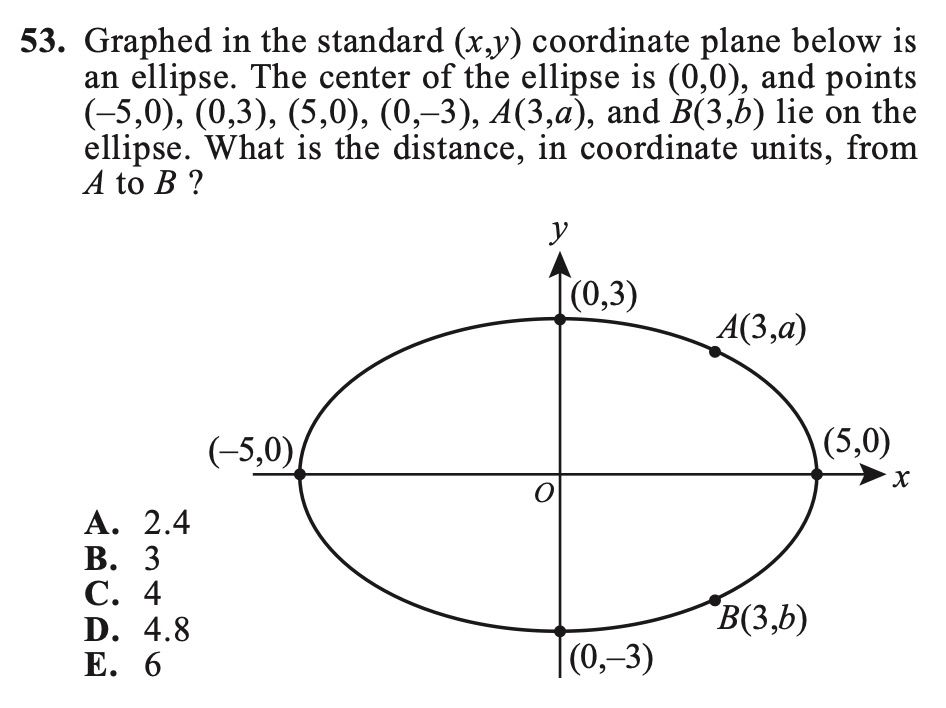 53. Graphed in the standard (x,y) coordinate plane below is
an ellipse. The center of the ellipse is (0,0), and points
(–5,0), (0,3), (5,0), (0,–3), A(3,a), and B(3,b) lie on the
ellipse. What is the distance, in coordinate units, from
A to B ?
y
(0,3)
A(3,a)
(–5,0)
(5,0)
x
O
A. 2.4
B. 3
C. 4
D. 4.8
E. 6
B(3,b)
(0,–3)